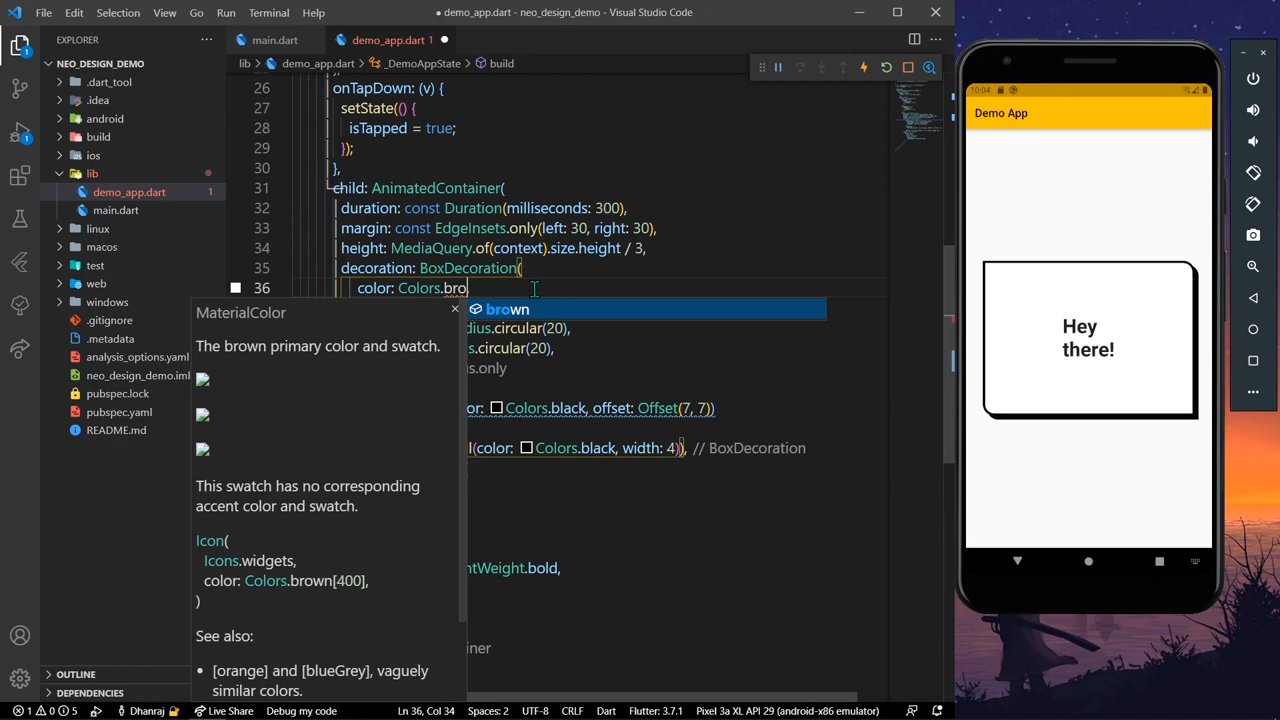 File Edit Selection View Go Run Terminal Help
● demo_app.dart - neo_design_demo - Visual Studio Code
EXPLORER
NEO_DESIGN_DEMO
.dart_tool
.idea
android
build
ios
lib
demo_app.dart 1
main.dart
linux
macos
test
web
windows
.gitignore
.metadata
analysis_options.yaml
neo_design_demo.iml
pubspec.lock
pubspec.yaml
README.md
OUTLINE
DEPENDENCIES
1
main.dart
demo_app.dart 1
lib > demo_app.dart > _DemoAppState > build
26 onTapDown: (v) {
27 setState(() {
28 isTapped = true;
29 });
30 },
31 child: AnimatedContainer(
32 duration: const Duration(milliseconds: 300),
33 margin: const EdgeInsets.only(left: 30, right: 30),
34 height: MediaQuery.of(context).size.height / 3,
35 decoration: BoxDecoration(
36 color: Colors.bro
brown
dius.circular(20),
s.circular(20),
us.only
or: Colors.black, offset: Offset(7, 7))
l(color: Colors.black, width: 4)), // BoxDecoration
ntWeight.bold,
iner
MaterialColor
The brown primary color and swatch.
This swatch has no corresponding
accent color and swatch.
Icon(
Icons.widgets,
color: Colors.brown[400],
)
See also:
• [orange] and [blueGrey], vaguely
similar colors.
1 0 5 Dhanraj Live Share Debug my code Ln 36, Col 34 Spaces: 2 UTF-8 CRLF Dart Flutter: 3.7.1 Pixel 3a XL API 29 (android-x86 emulator)
10:04
Demo App
Hey
there!